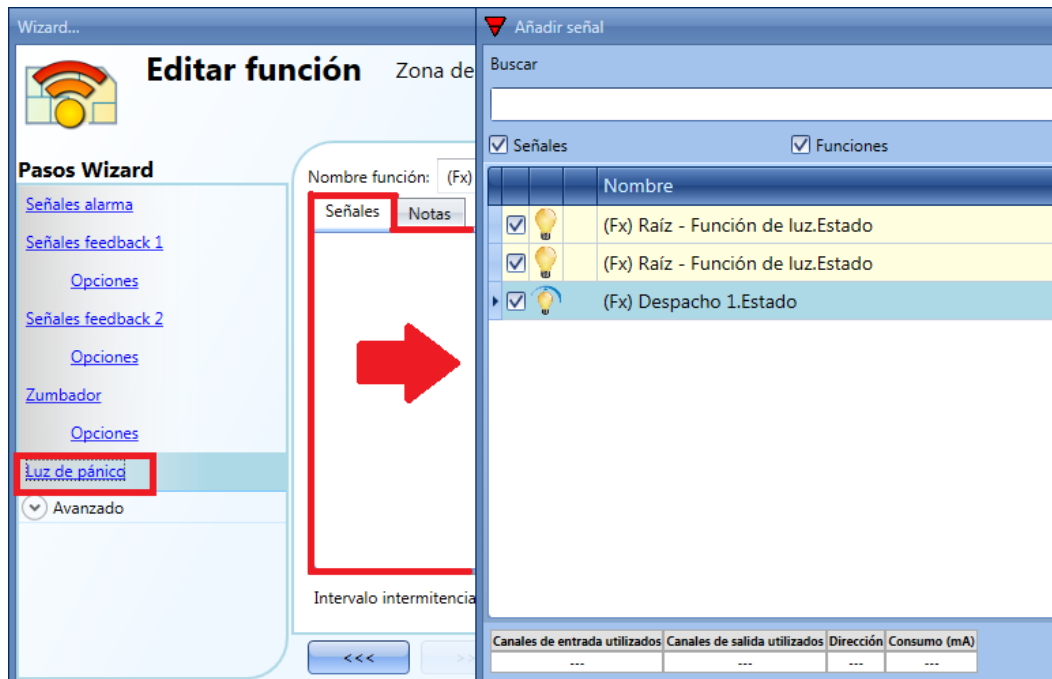 Wizard...
Editar función Zona de
Pasos Wizard
Señales alarma
Señales feedback 1
Opciones
Señales feedback 2
Opciones
Zumbador
Opciones
Luz de pánico
Avanzado
Nombre función: (Fx)
Señales Notas
Intervalo intermitencia
<<< >>
Añadir señal
Buscar
Señales Funciones
Nombre
(Fx) Raíz - Función de luz.Estado
(Fx) Raíz - Función de luz.Estado
(Fx) Despacho 1.Estado
Canales de entrada utilizados Canales de salida utilizados Dirección Consumo (mA)
--- --- --- ---